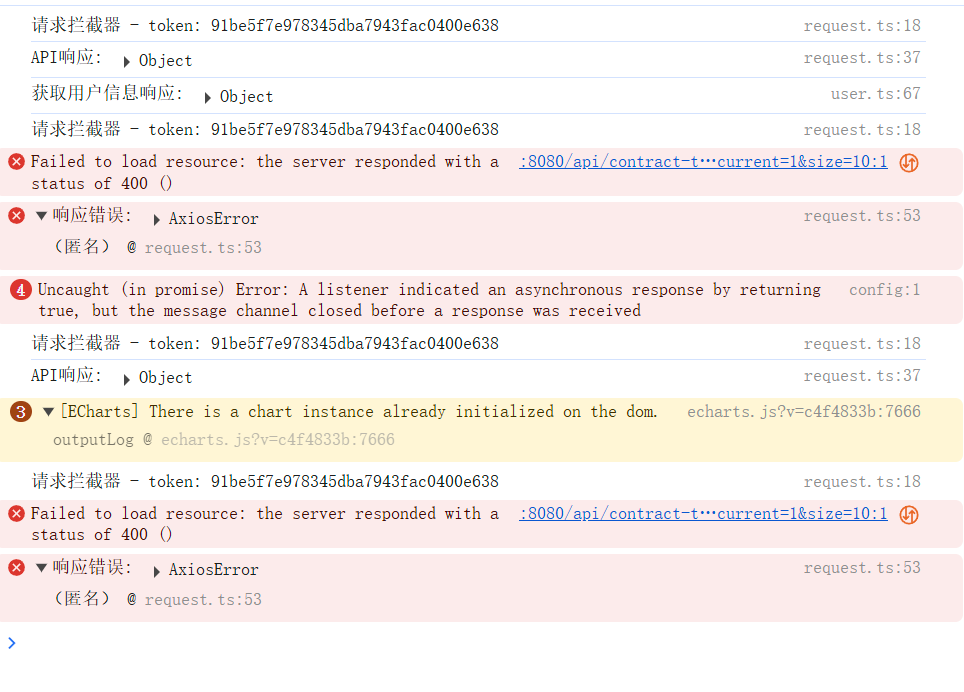 请求拦截器 - token: 91be5f7e978345dba7943fac0400e638 request.ts:18
API响应: ▶ Object request.ts:37
获取用户信息响应: ▶ Object user.ts:67
请求拦截器 - token: 91be5f7e978345dba7943fac0400e638 request.ts:18
Failed to load resource: the server responded with a :8080/api/contract-t…current=1&size=10:1
status of 400 ()
▼响应错误: ▶ AxiosError request.ts:53
(匿名) @ request.ts:53
4 Uncaught (in promise) Error: A listener indicated an asynchronous response by returning config:1
true, but the message channel closed before a response was received
请求拦截器 - token: 91be5f7e978345dba7943fac0400e638 request.ts:18
API响应: ▶ Object request.ts:37
3 ▼[ECharts] There is a chart instance already initialized on the dom. echarts.js?v=c4f4833b:7666
outputLog @ echarts.js?v=c4f4833b:7666
请求拦截器 - token: 91be5f7e978345dba7943fac0400e638 request.ts:18
Failed to load resource: the server responded with a :8080/api/contract-t…current=1&size=10:1
status of 400 ()
▼响应错误: ▶ AxiosError request.ts:53
(匿名) @ request.ts:53